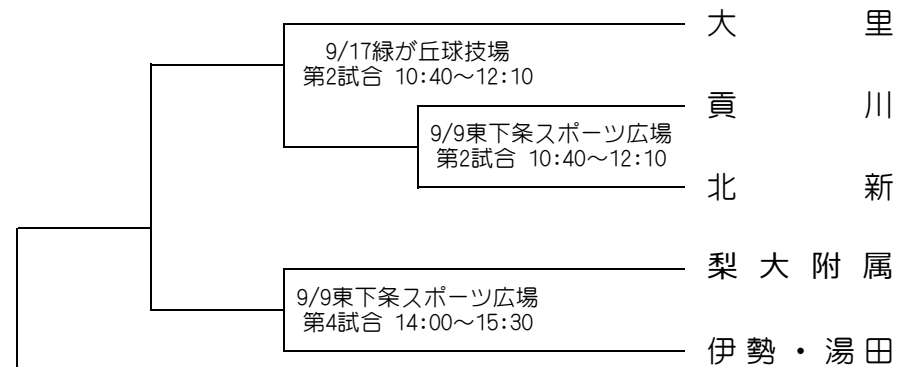 大里
9/17緑が丘球技場
第2試合 10:40～12:10
貢川
9/9東下条スポーツ広場
第2試合 10:40～12:10
北新
梨大附属
9/9東下条スポーツ広場
第4試合 14:00～15:30
伊勢・湯田